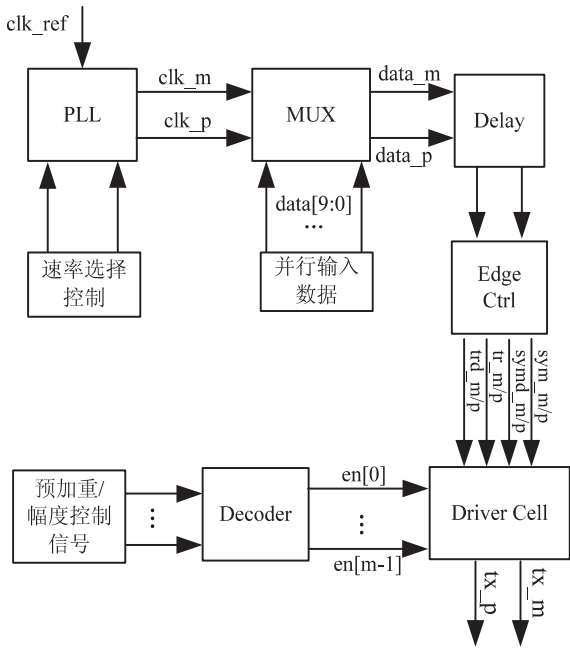 clk_ref
PLL
clk_m
clk_p
MUX
data_m
data_p
Delay
速率选择
控制
data[9:0]
...
并行输入
数据
Edge
Ctrl
trd_m/p
tr_m/p
symd_m/p
sym_m/p
预加重/
幅度控制
信号
...
Decoder
en[0]
...
en[m-1]
Driver Cell
tx_p
tx_m